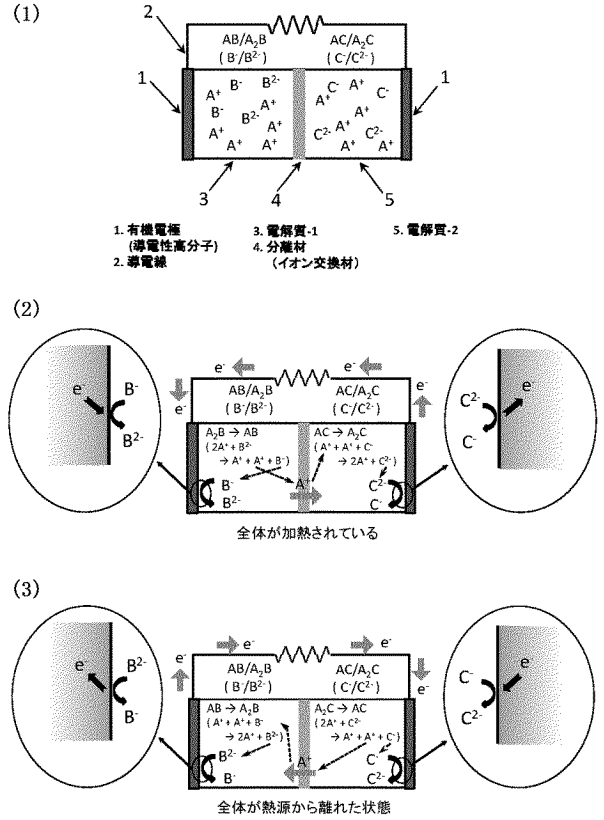 (1)
2
AB/A₂B
(B⁻/B²⁻)
AC/A₂C
(C⁻/C²⁻)
1
1
A⁺ B⁻ B²⁻ A⁺
B⁻ B²⁻
A⁺ A⁺ A⁺ A⁺
C⁻ A⁺ C⁻
A⁺ A⁺
C²⁻ A⁺ C²⁻
A⁺ A⁺
3
4
5
1. 有機電極
(導電性高分子)
2. 導電線
3. 電解質-1
4. 分離材
(イオン交換材)
5. 電解質-2
(2)
e⁻
B⁻
B²⁻
e⁻ e⁻
e⁻ e⁻
AB/A₂B
(B⁻/B²⁻)
AC/A₂C
(C⁻/C²⁻)
A₂B → AB
(2A⁺ + B²⁻
→ A⁺ + A⁺ + B⁻)
AC → A₂C
(A⁺ + A⁺ + C⁻
→ 2A⁺ + C²⁻)
B⁻
B²⁻
A⁺
C²⁻
C⁻
C²⁻
C⁻
e⁻
全体が加熱されている
(3)
e⁻
B²⁻
B⁻
e⁻ e⁻
e⁻ e⁻
AB/A₂B
(B⁻/B²⁻)
AC/A₂C
(C⁻/C²⁻)
AB → A₂B
(A⁺ + A⁺ + B⁻
→ 2A⁺ + B²⁻)
A₂C → AC
(2A⁺ + C²⁻
→ A⁺ + A⁺ + C⁻)
B²⁻
B⁻
A⁺
C⁻
C²⁻
C⁻
C²⁻
e⁻
全体が熱源から離れた状態